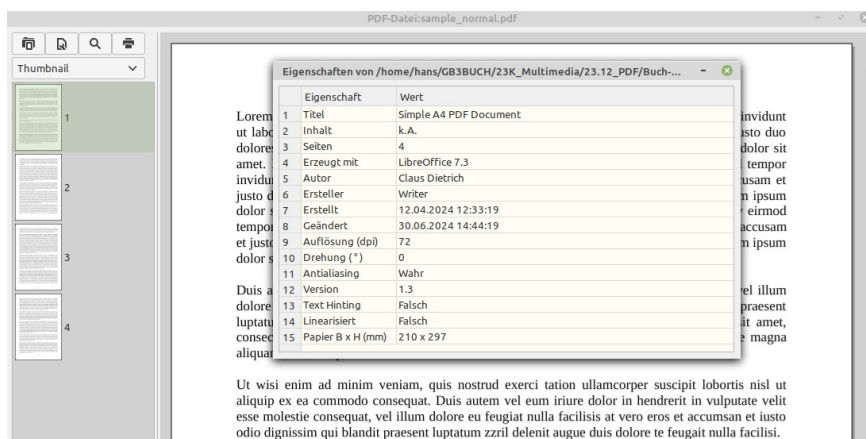 PDF-Datei:sample_normal.pdf
Thumbnail
1
2
3
4
Eigenschaften von /home/hans/GB3BUCH/23K_Multimedia/23.12_PDF/Buch-...
Eigenschaft Wert
1 Titel Simple A4 PDF Document
2 Inhalt k.A.
3 Seiten 4
4 Erzeugt mit LibreOffice 7.3
5 Autor Claus Dietrich
6 Ersteller Writer
7 Erstellt 12.04.2024 12:33:19
8 Geändert 30.06.2024 14:44:19
9 Auflösung (dpi) 72
10 Drehung (°) 0
11 Antialiasing Wahr
12 Version 1.3
13 Text Hinting Falsch
14 Linearisiert Falsch
15 Papier B x H (mm) 210 x 297
Lorem invidunt
ut labo usto duo
dolores dolor sit
amet. tempor
invidu usam et
justo d m ipsum
dolor s eirmod
tempor accusam
et justo m ipsum
dolor s
Duis a vel illum
dolore praesent
luptatu sit amet,
consec magna
aliquar
Ut wisi enim ad minim veniam, quis nostrud exerci tation ullamcorper suscipit lobortis nisl ut
aliquip ex ea commodo consequat. Duis autem vel eum iriure dolor in hendrerit in vulputate velit
esse molestie consequat, vel illum dolore eu feugiat nulla facilisis at vero eros et accumsan et iusto
odio dignissim qui blandit praesent luptatum zzril delenit augue duis dolore te feugait nulla facilisi.